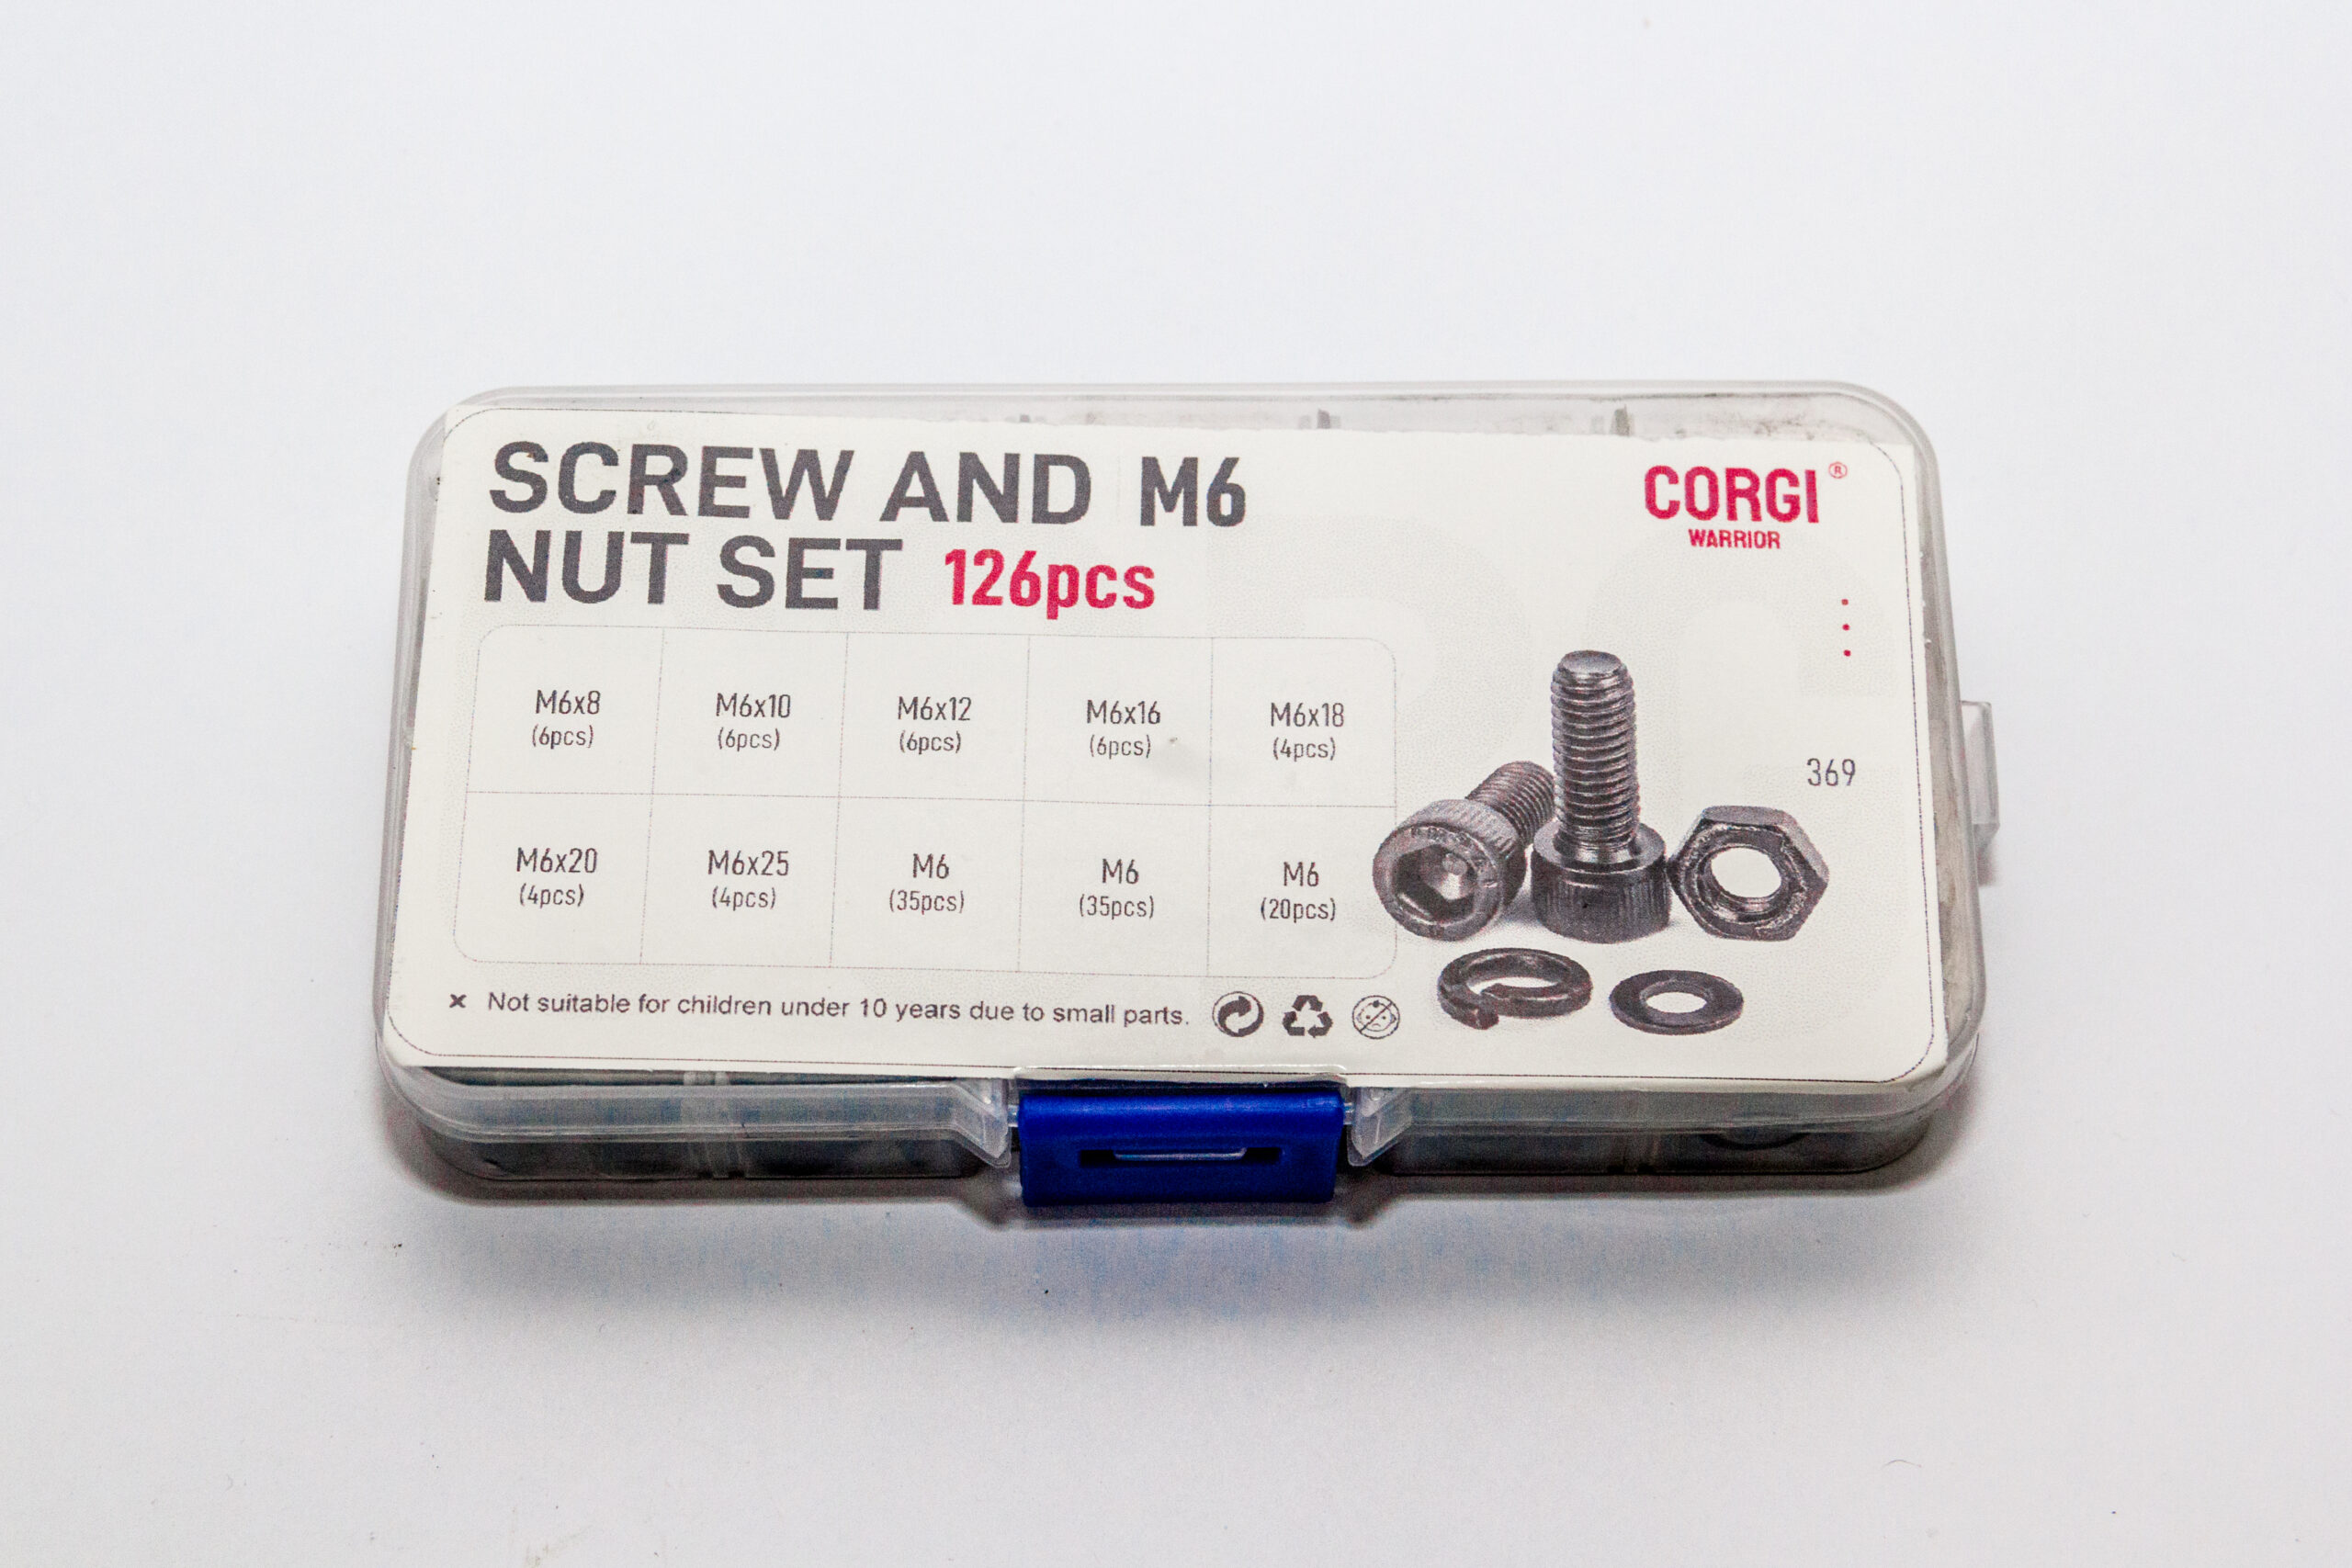 SCREW AND M6
NUT SET 126pcs
CORGI®
WARRIOR
M6x8
(6pcs)
M6x10
(6pcs)
M6x12
(6pcs)
M6x16
(6pcs)
M6x18
(4pcs)
M6x20
(4pcs)
M6x25
(4pcs)
M6
(35pcs)
M6
(35pcs)
M6
(20pcs)
369
× Not suitable for children under 10 years due to small parts.